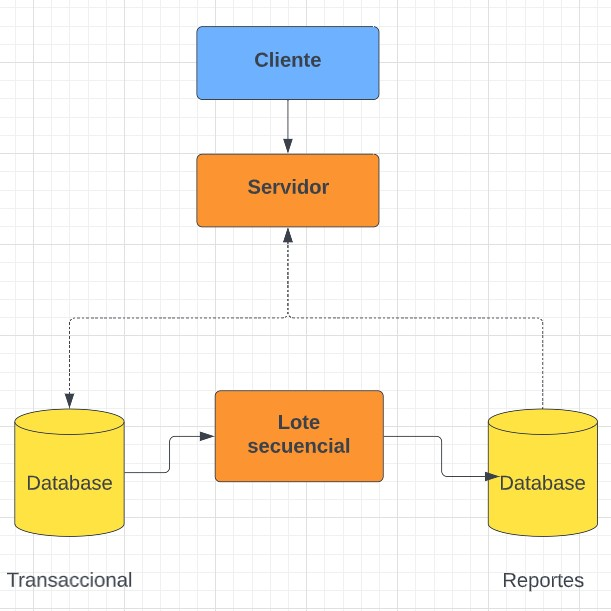 Cliente
Servidor
Lote
secuencial
Database
Database
Transaccional
Reportes